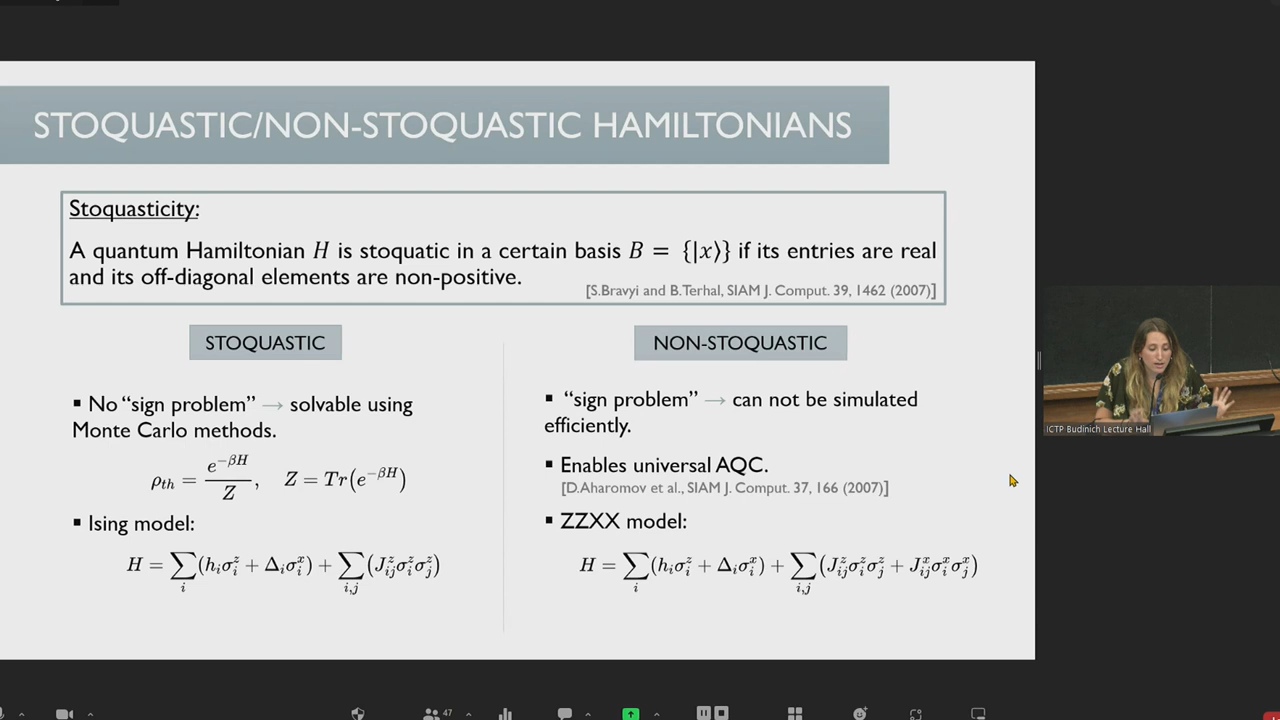 STOQUASTIC/NON-STOQUASTIC HAMILTONIANS
Stoquasticity:
A quantum Hamiltonian H is stoquatic in a certain basis B = {|x⟩} if its entries are real
and its off-diagonal elements are non-positive.
[S.Bravyi and B.Terhal, SIAM J. Comput. 39, 1462 (2007)]
STOQUASTIC
▪ No “sign problem” → solvable using
Monte Carlo methods.
ρ_th = e^{-βH} / Z, Z = Tr(e^{-βH})
▪ Ising model:
H = ∑_i (h_i σ_i^z + Δ_i σ_i^x) + ∑_{i,j} (J_{ij}^z σ_i^z σ_j^z)
NON-STOQUASTIC
▪ “sign problem” → can not be simulated
efficiently.
▪ Enables universal AQC.
[D.Aharomov et al., SIAM J. Comput. 37, 166 (2007)]
▪ ZZXX model:
H = ∑_i (h_i σ_i^z + Δ_i σ_i^x) + ∑_{i,j} (J_{ij}^z σ_i^z σ_j^z + J_{ij}^x σ_i^x σ_j^x)
ICTP Budinich Lecture Hall
47